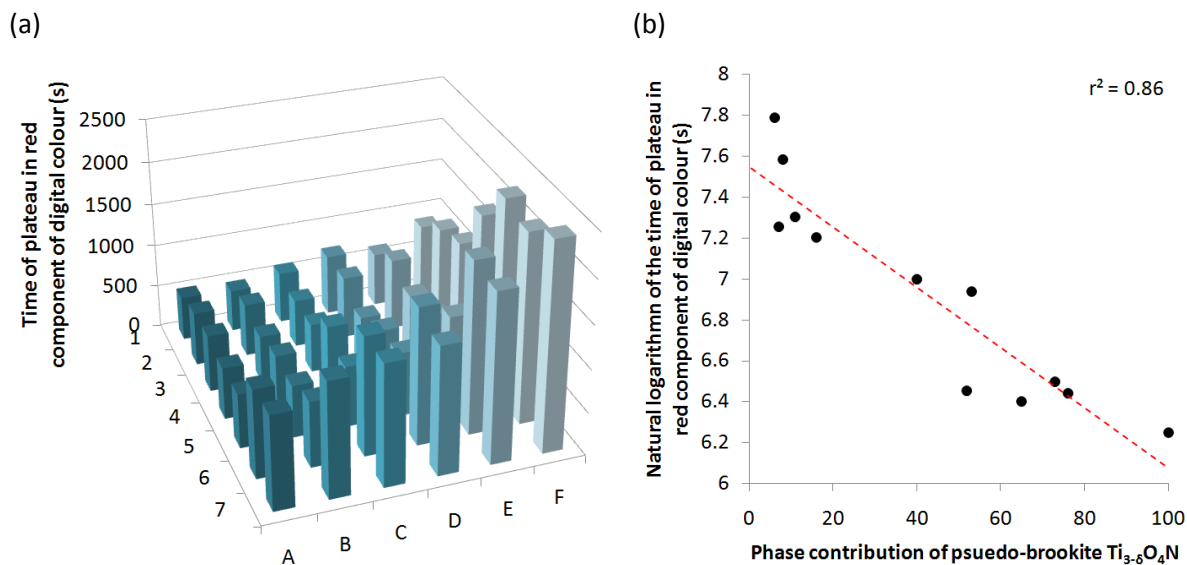 (a)
Time of plateau in red
component of digital colour (s)
2500
2000
1500
1000
500
0
1
2
3
4
5
6
7
A
B
C
D
E
F
(b)
Natural logarithmn of the time of plateau in
red component of digital colour (s)
8
7.8
7.6
7.4
7.2
7
6.8
6.6
6.4
6.2
6
r² = 0.86
0
20
40
60
80
100
Phase contribution of psuedo-brookite Ti₃₋δO₄N